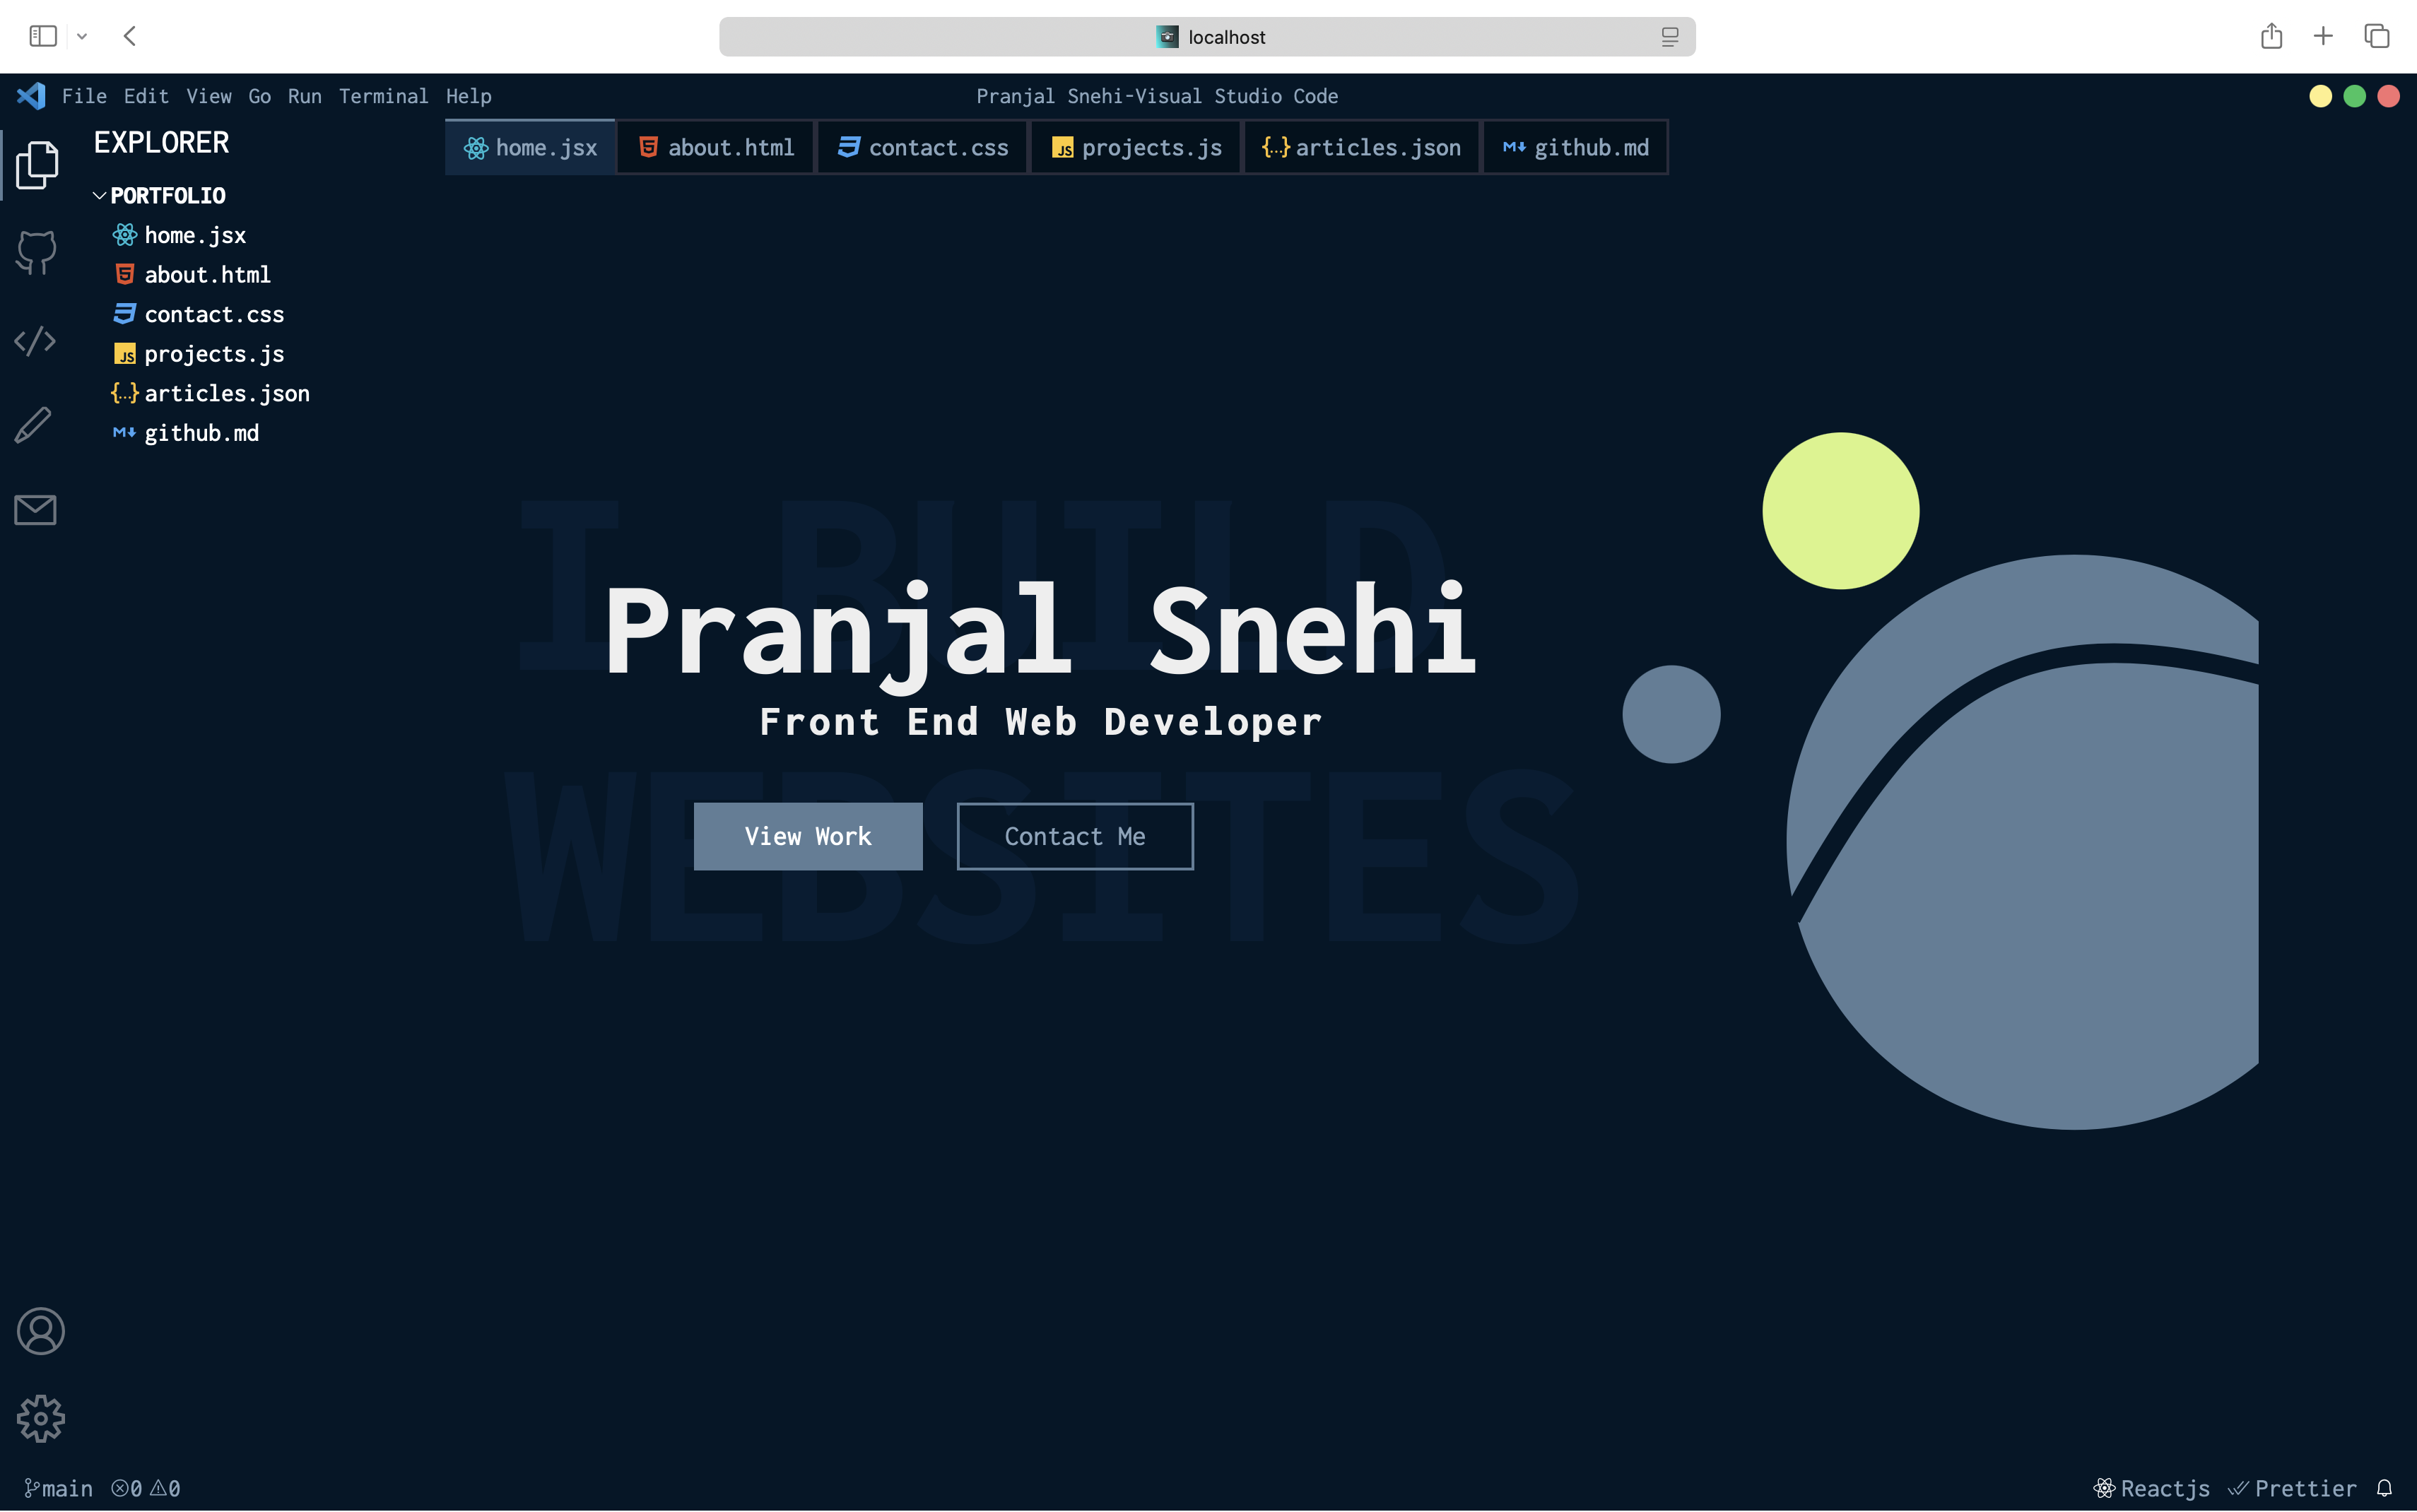 localhost
File Edit View Go Run Terminal Help
Pranjal Snehi-Visual Studio Code
EXPLORER
home.jsx about.html contact.css JS projects.js {...} articles.json M↓ github.md
PORTFOLIO
home.jsx
about.html
contact.css
JS projects.js
{...} articles.json
M↓ github.md
I BUILD
Pranjal Snehi
Front End Web Developer
WEBSITES
View Work Contact Me
main 0 0
Reactjs Prettier